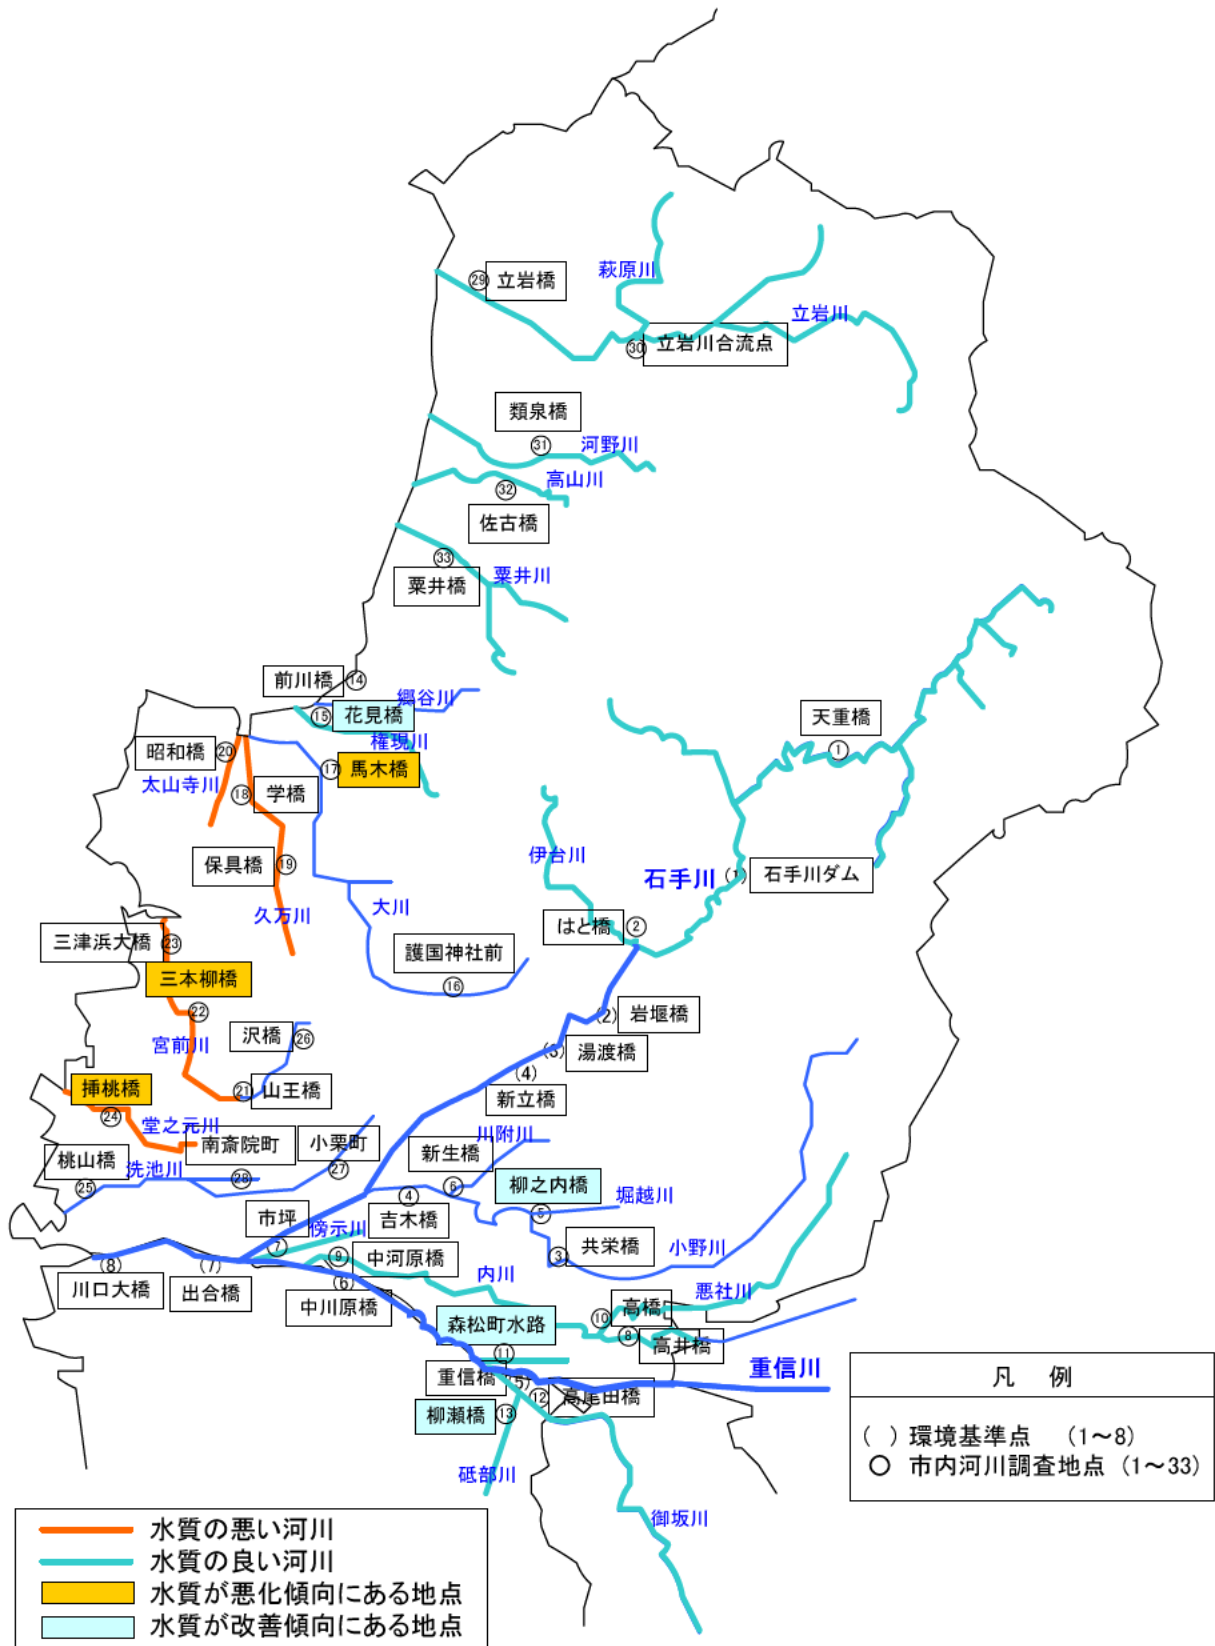 萩原川
㉙ 立岩橋
立岩川
㉚ 立岩川合流点
類泉橋
㉛ 河野川
高山川
㉜
佐古橋
㉝ 粟井川
粟井橋
前川橋 ⑭
郷谷川
⑮ 花見橋
権現川
天重橋
①
昭和橋 ⑳
⑰ 馬木橋
太山寺川
⑱ 学橋
保具橋 ⑲
伊台川
石手川 (1) 石手川ダム
久万川
大川
はと橋 ②
三津浜大橋 ㉓
護国神社前
三本柳橋
⑯
㉒
(2) 岩堰橋
宮前川
沢橋 ㉖
(3) 湯渡橋
(4)
挿桃橋
㉑ 山王橋
新立橋
㉔
堂之元川
川附川
南斎院町
小栗町
新生橋
桃山橋
洗池川
㉘
㉗
㉕
⑥
柳之内橋
④
堀越川
市坪
吉木橋
⑤
傍示川
⑦
共栄橋
小野川
⑨ 中河原橋
③
(8)
(7)
川口大橋
出合橋
(6)
内川
悪社川
中川原橋
高橋
⑩
森松町水路
⑧ 高井橋
⑪
重信川
重信橋 (5)
⑫ 高尾田橋
柳瀬橋 ⑬
砥部川
御坂川
凡 例
( ) 環境基準点 (1～8)
○ 市内河川調査地点 (1～33)
水質の悪い河川
水質の良い河川
水質が悪化傾向にある地点
水質が改善傾向にある地点